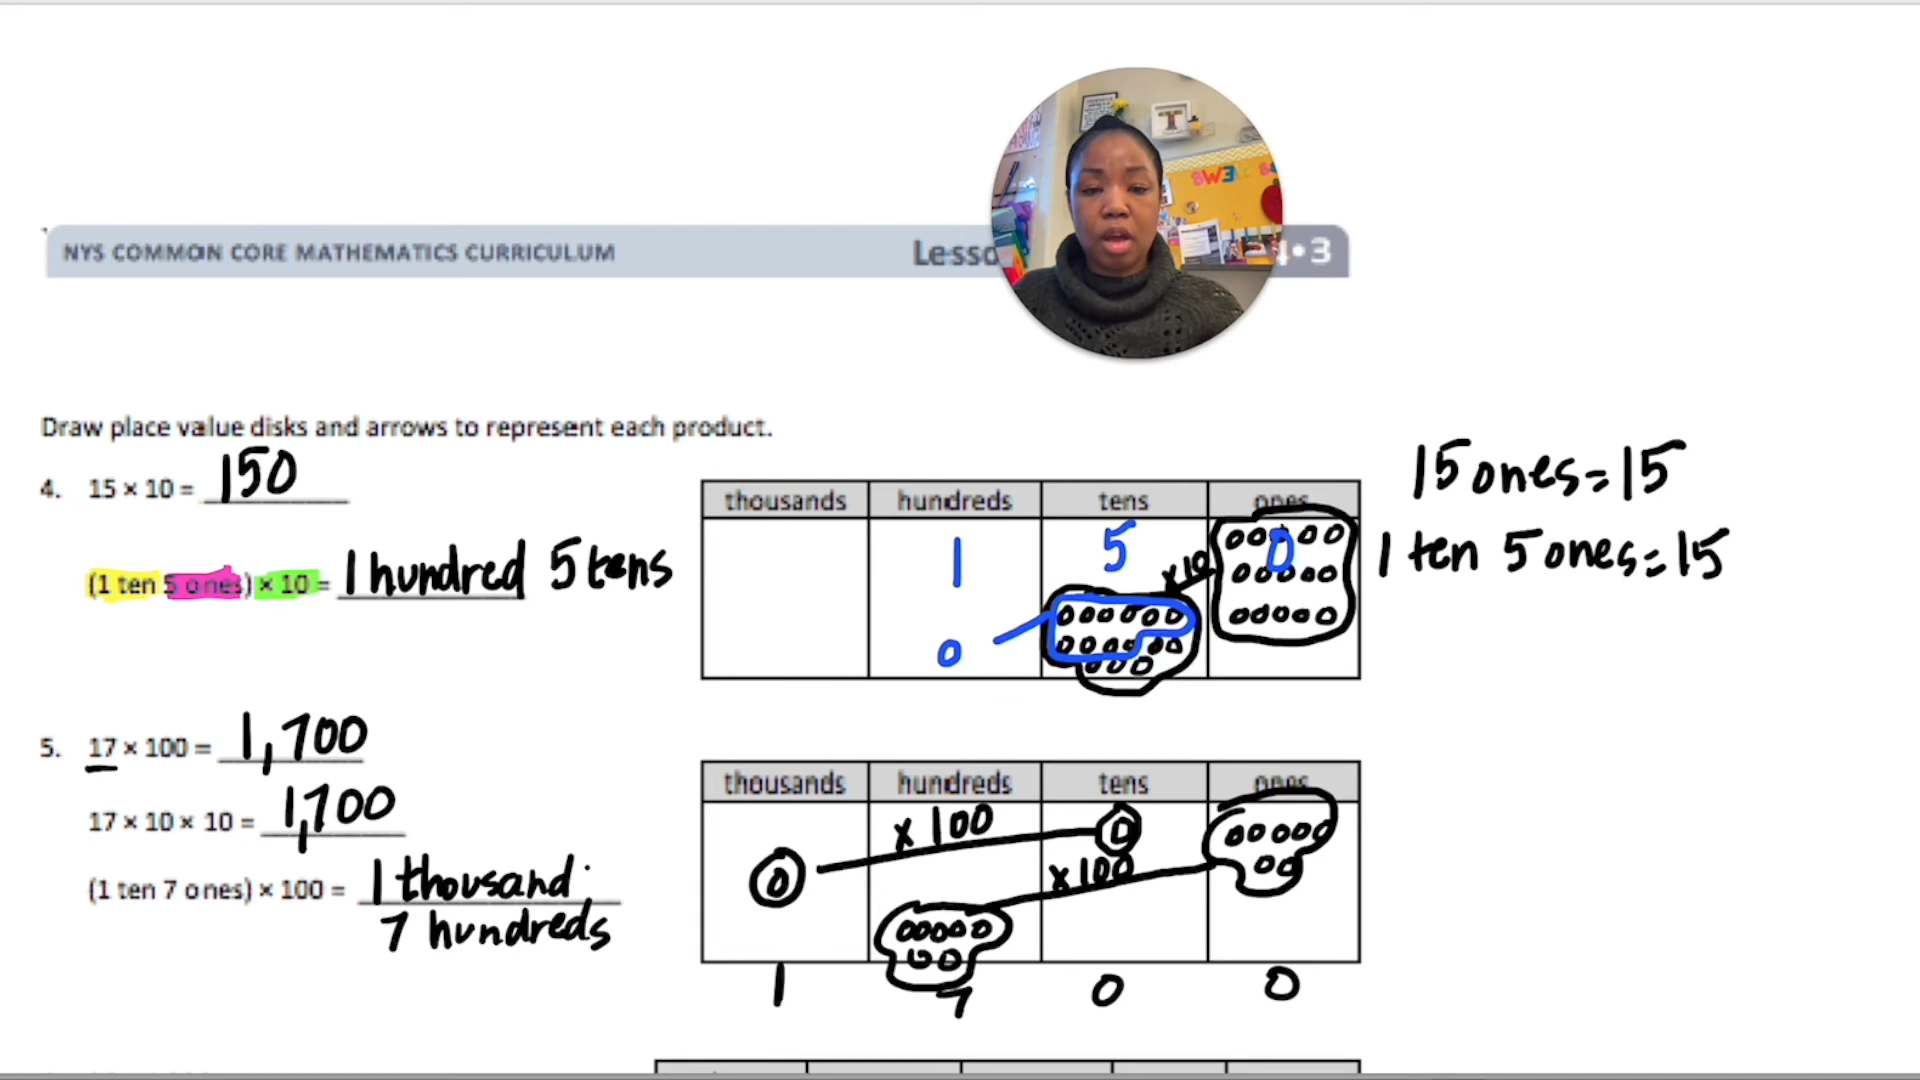 NYS COMMON CORE MATHEMATICS CURRICULUM Lesso 4•3
SWELL
Draw place value disks and arrows to represent each product.
4. 15 × 10 = 150
(1 ten 5 ones) × 10 = 1 hundred 5 tens
thousands hundreds tens ones
1 5 0
×10
15 ones = 15
1 ten 5 ones = 15
5. 17 × 100 = 1,700
17 × 10 × 10 = 1,700
(1 ten 7 ones) × 100 = 1 thousand
7 hundreds
thousands hundreds tens ones
x 100
x 100
1 7 0 0